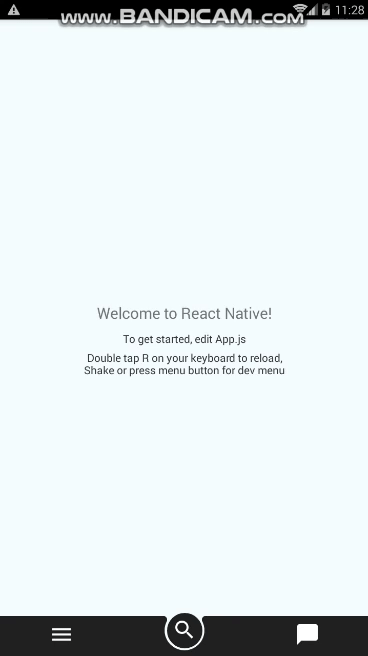 www.BANDICAM.com
11:28
Welcome to React Native!
To get started, edit App.js
Double tap R on your keyboard to reload,
Shake or press menu button for dev menu